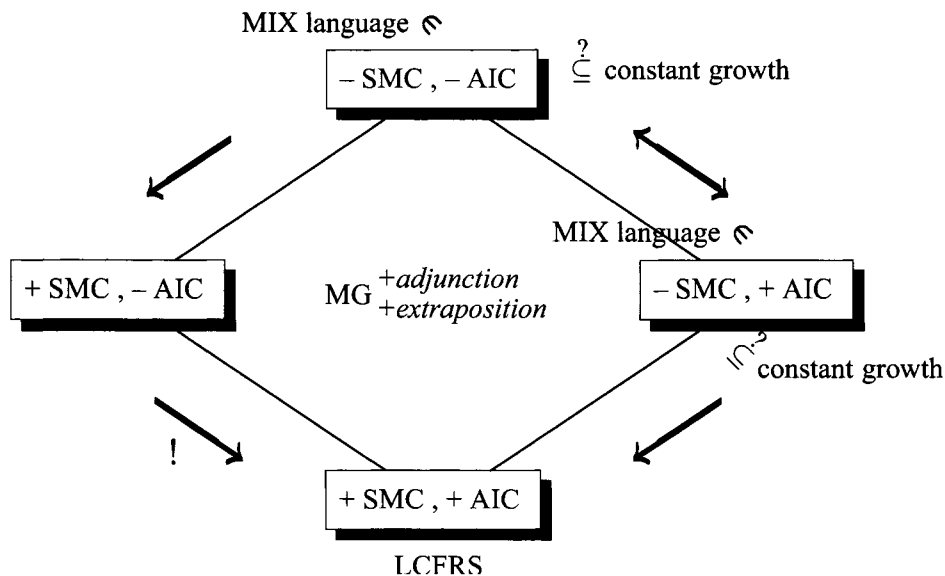 MIX language ∋
– SMC , – AIC
?
⊆ constant growth
MIX language ∋
+ SMC , – AIC
MG +adjunction
+extraposition
– SMC , + AIC
⊆ ?
constant growth
!
+ SMC , + AIC
LCFRS